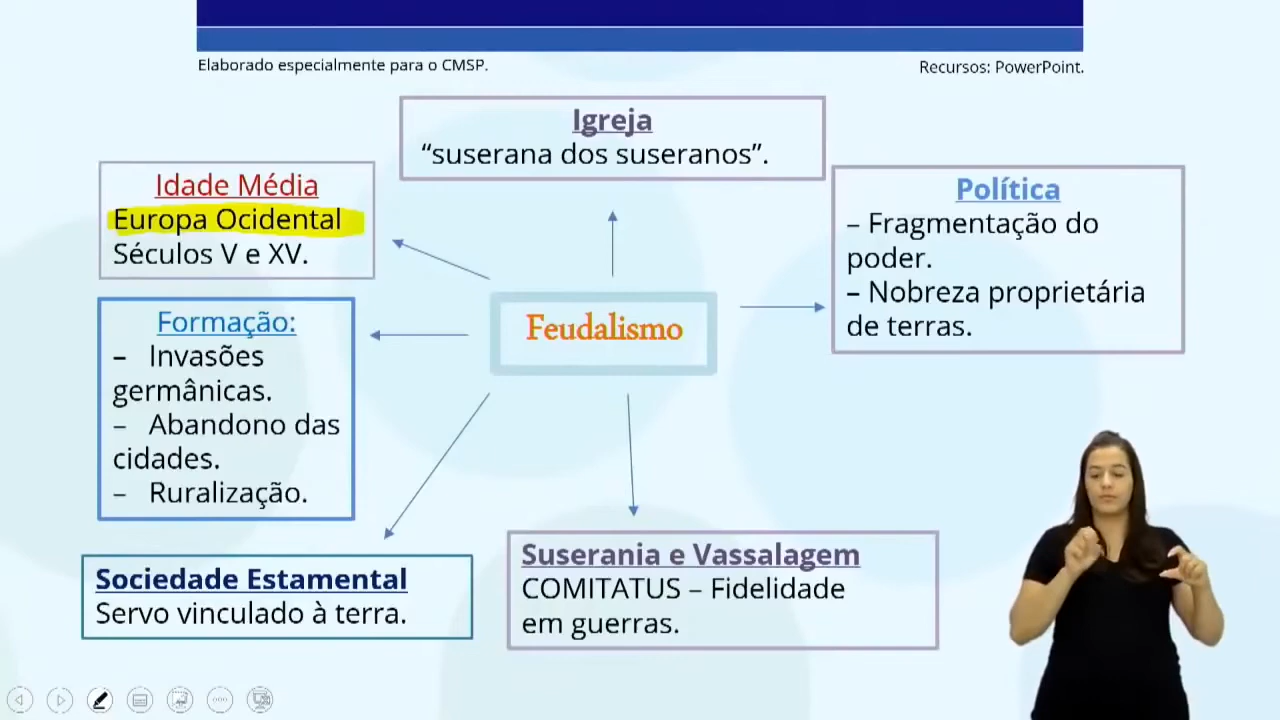 Elaborado especialmente para o CMSP.
Recursos: PowerPoint.
Igreja
“suserana dos suseranos”.
Idade Média
Europa Ocidental
Séculos V e XV.
Política
– Fragmentação do
poder.
– Nobreza proprietária
de terras.
Feudalismo
Formação:
– Invasões
germânicas.
– Abandono das
cidades.
– Ruralização.
Sociedade Estamental
Servo vinculado à terra.
Suserania e Vassalagem
COMITATUS – Fidelidade
em guerras.